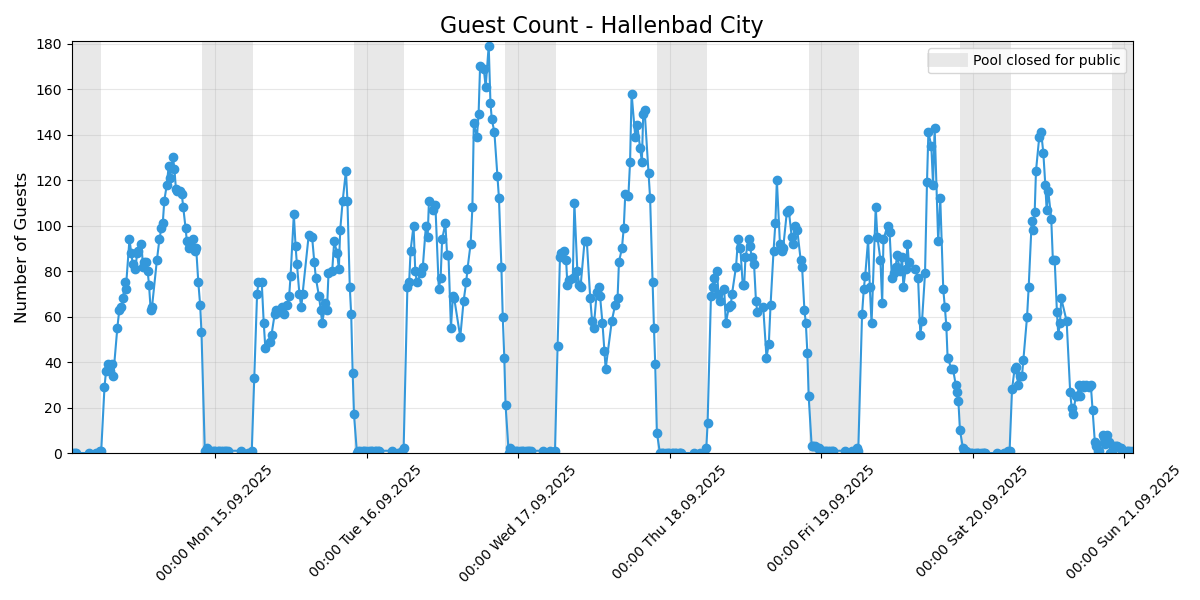 Guest Count - Hallenbad City
Number of Guests
180
160
140
120
100
80
60
40
20
0
Pool closed for public
00:00 Mon 15.09.2025
00:00 Tue 16.09.2025
00:00 Wed 17.09.2025
00:00 Thu 18.09.2025
00:00 Fri 19.09.2025
00:00 Sat 20.09.2025
00:00 Sun 21.09.2025